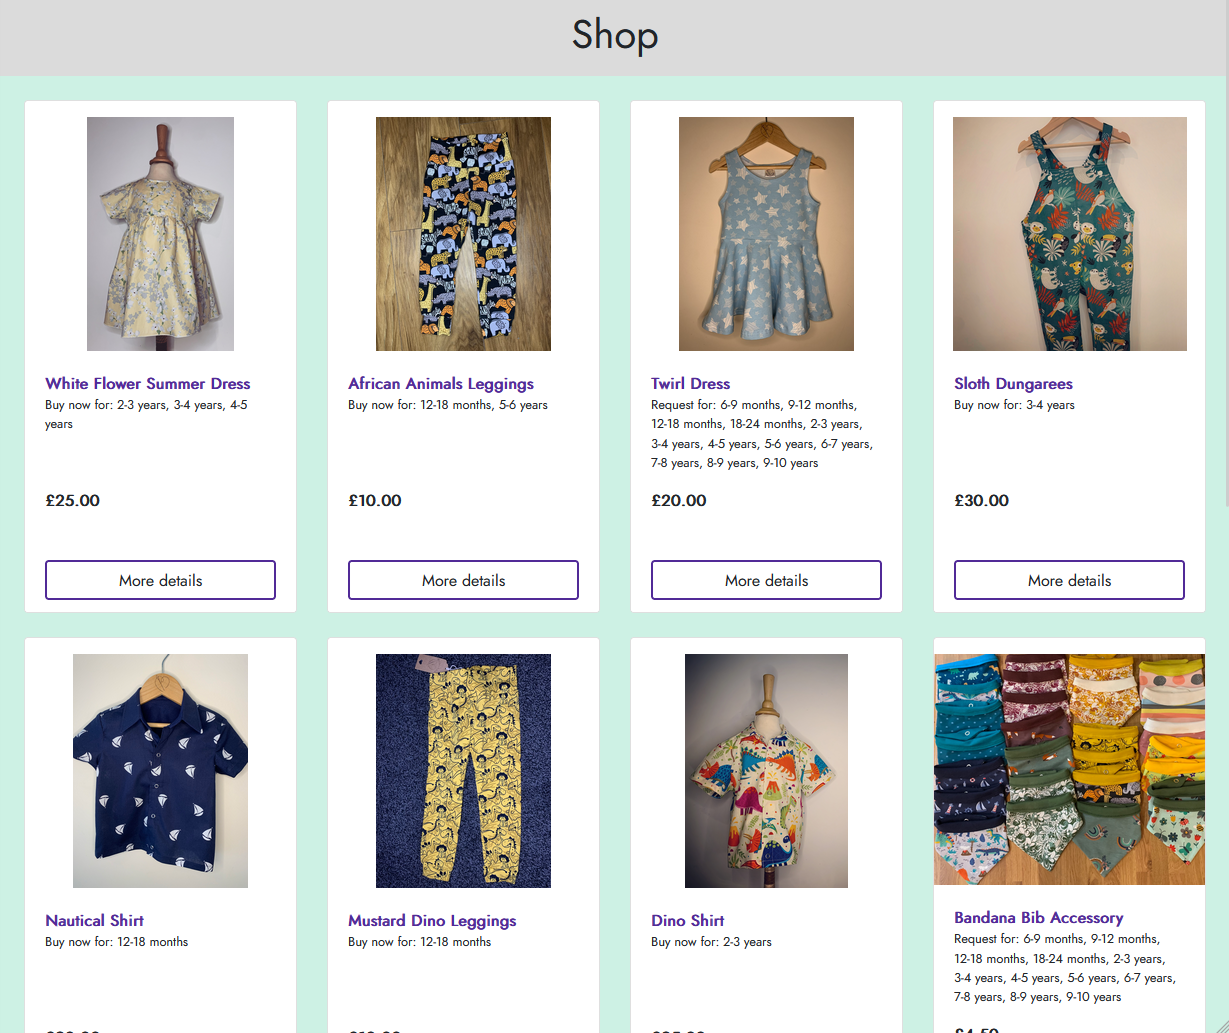 Shop
White Flower Summer Dress
Buy now for: 2-3 years, 3-4 years, 4-5
years
£25.00
More details
African Animals Leggings
Buy now for: 12-18 months, 5-6 years
£10.00
More details
Twirl Dress
Request for: 6-9 months, 9-12 months,
12-18 months, 18-24 months, 2-3 years,
3-4 years, 4-5 years, 5-6 years, 6-7 years,
7-8 years, 8-9 years, 9-10 years
£20.00
More details
Sloth Dungarees
Buy now for: 3-4 years
£30.00
More details
Nautical Shirt
Buy now for: 12-18 months
Mustard Dino Leggings
Buy now for: 12-18 months
Dino Shirt
Buy now for: 2-3 years
Bandana Bib Accessory
Request for: 6-9 months, 9-12 months,
12-18 months, 18-24 months, 2-3 years,
3-4 years, 4-5 years, 5-6 years, 6-7 years,
7-8 years, 8-9 years, 9-10 years